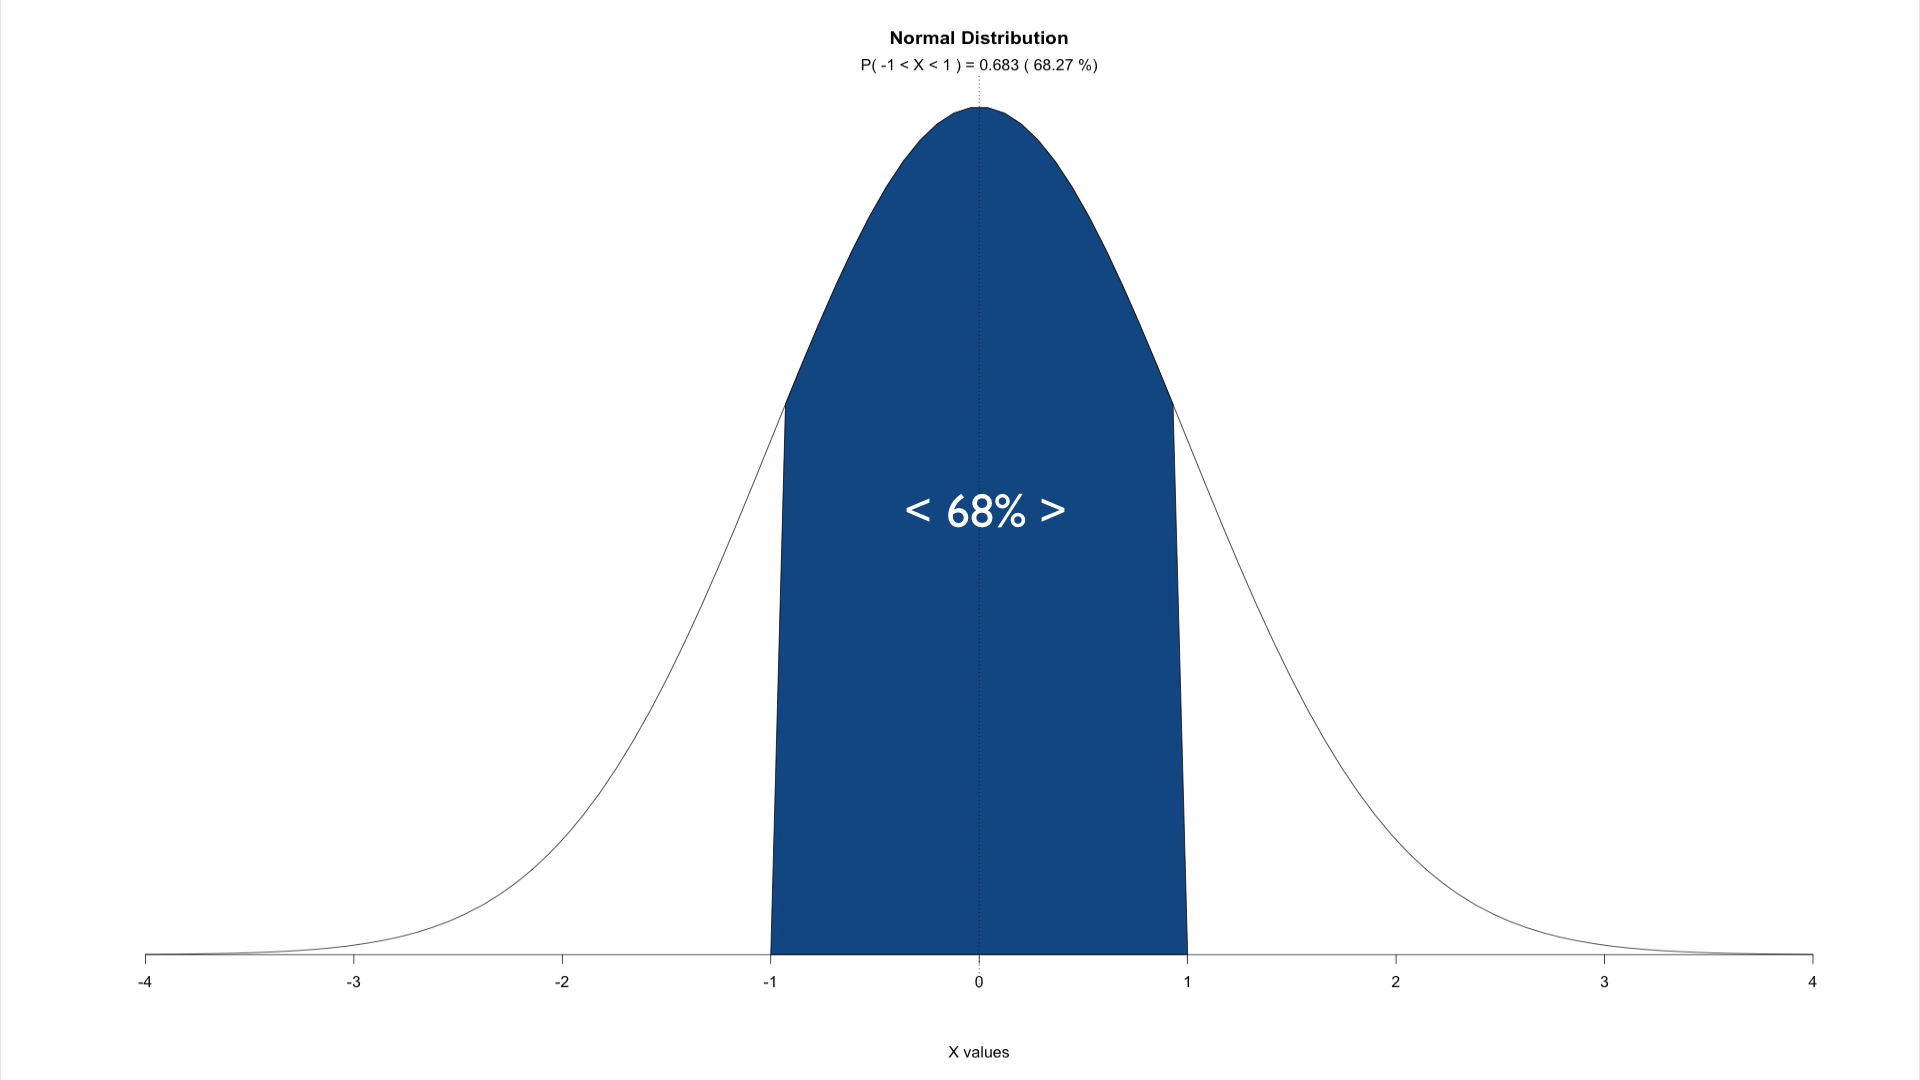 Normal Distribution
P( -1 < X < 1 ) = 0.683 ( 68.27 %)
< 68% >
-4 -3 -2 -1 0 1 2 3 4
X values